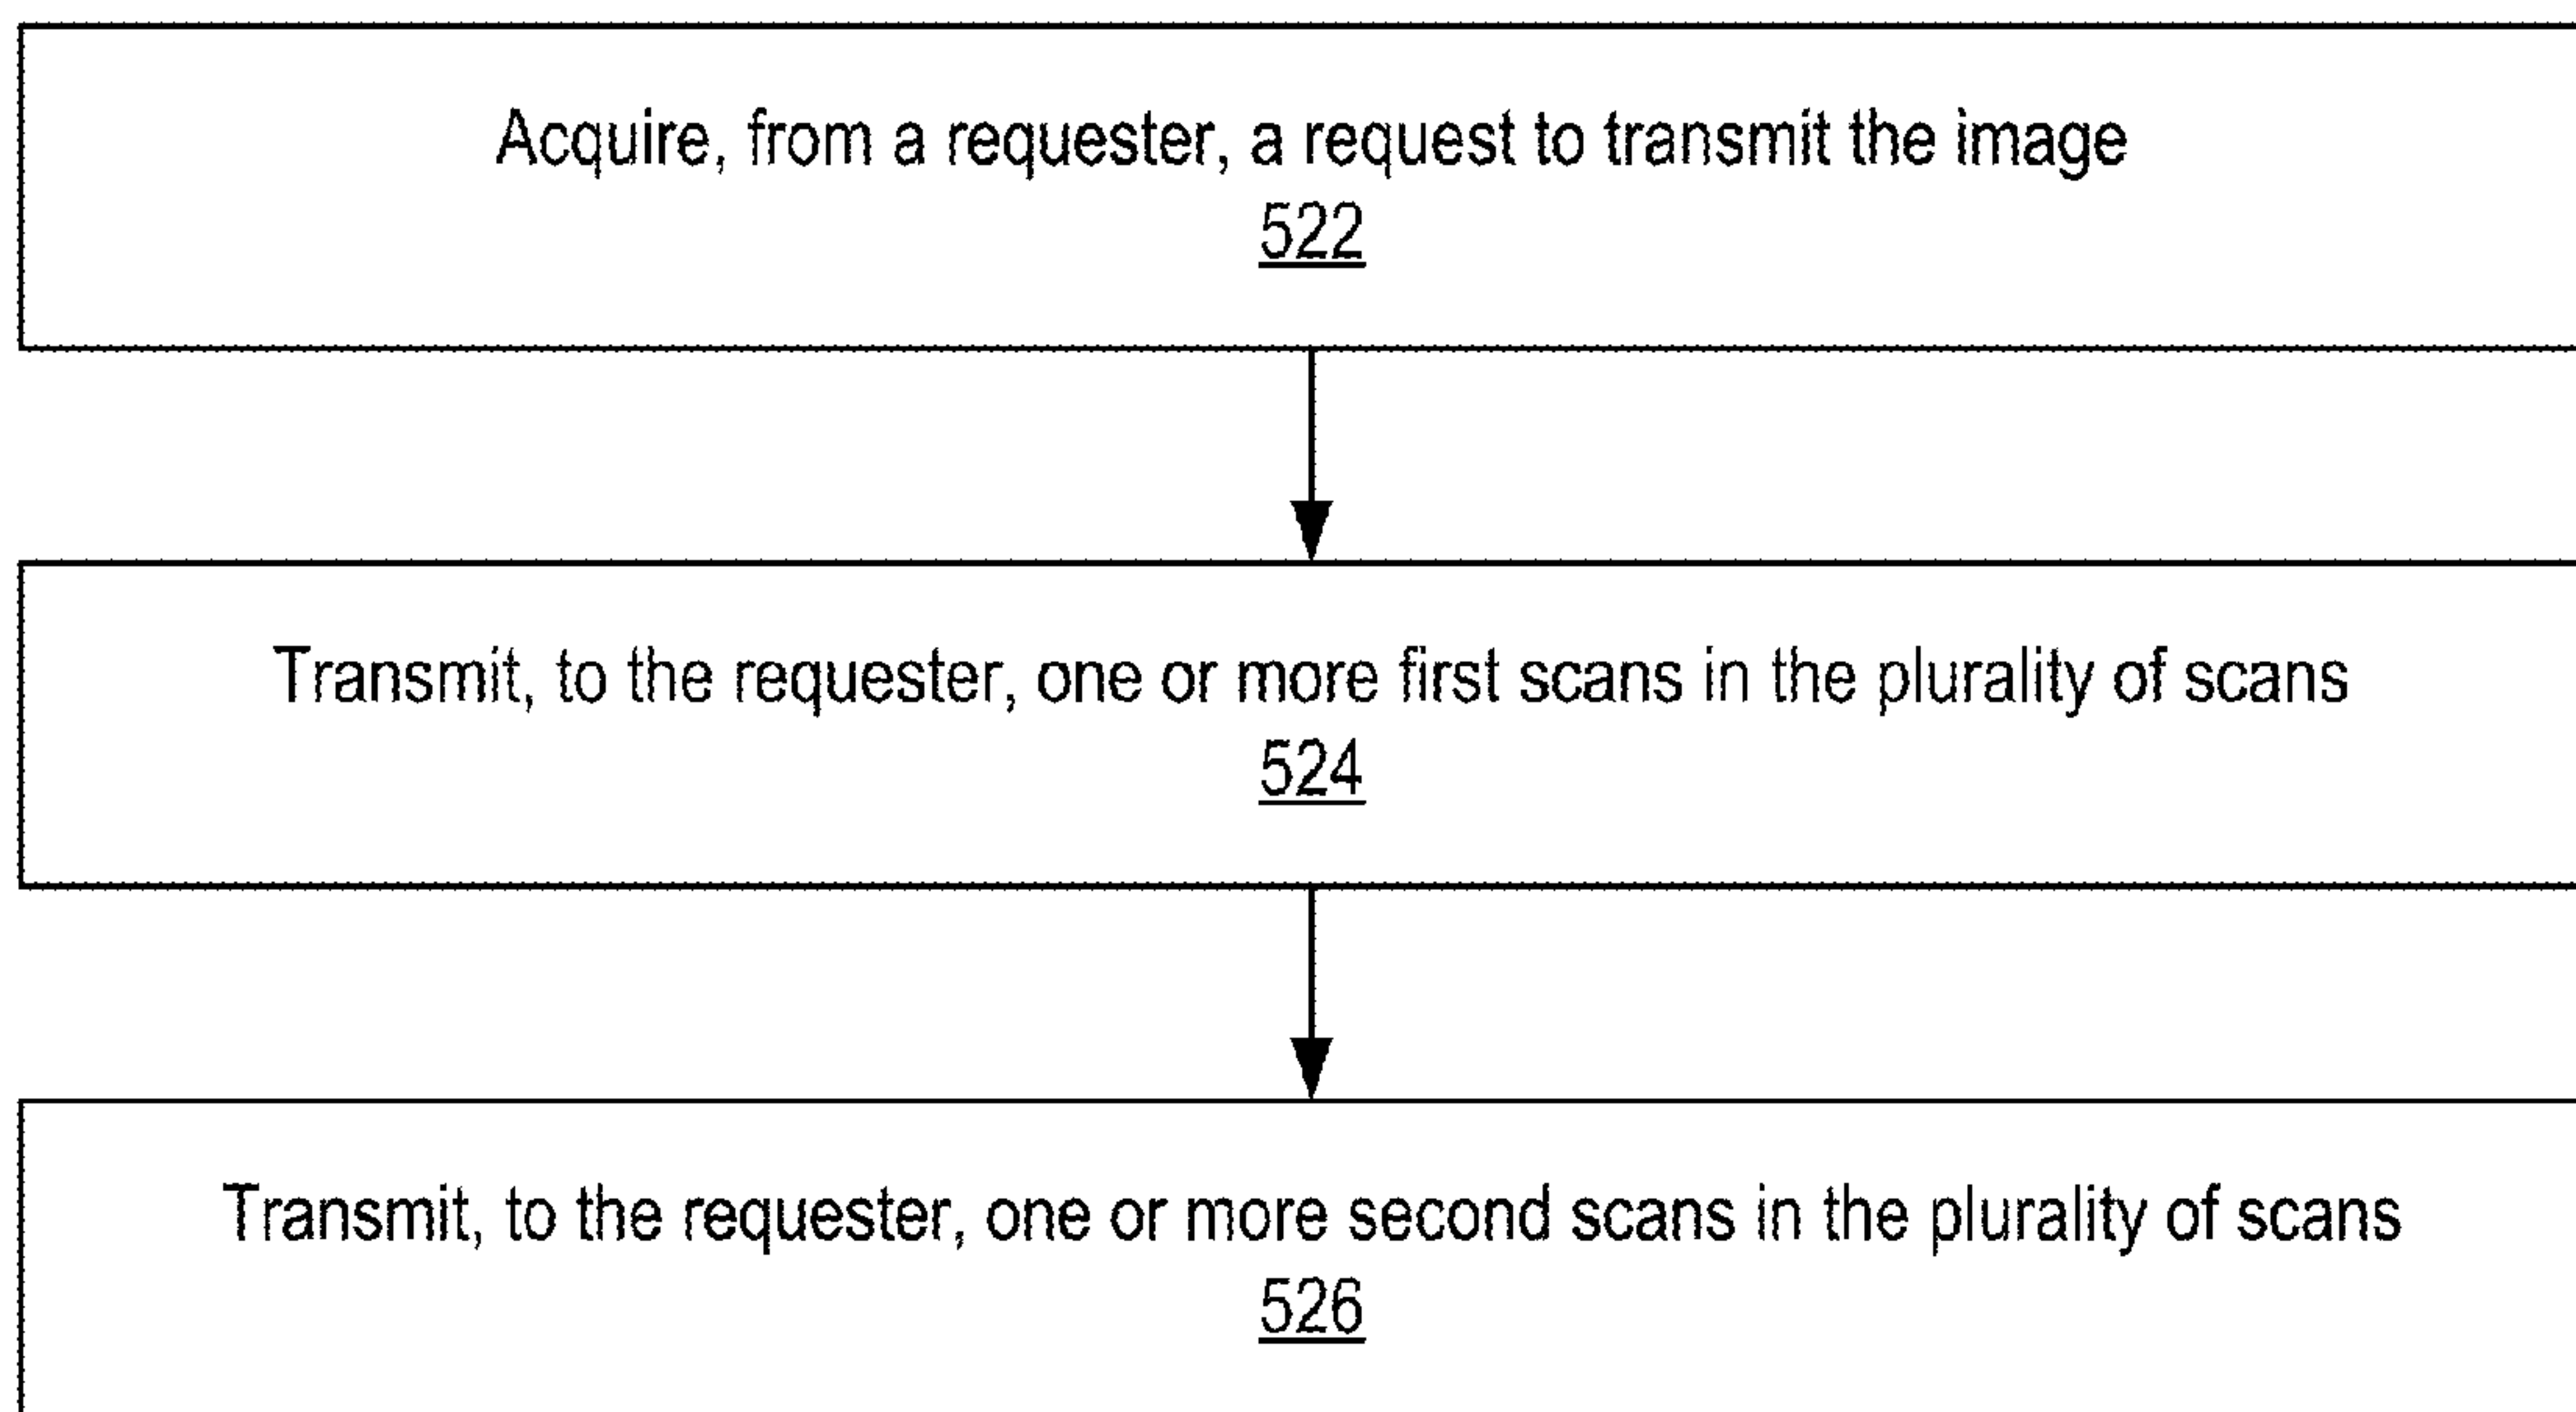 Acquire, from a requester, a request to transmit the image
522
Transmit, to the requester, one or more first scans in the plurality of scans
524
Transmit, to the requester, one or more second scans in the plurality of scans
526